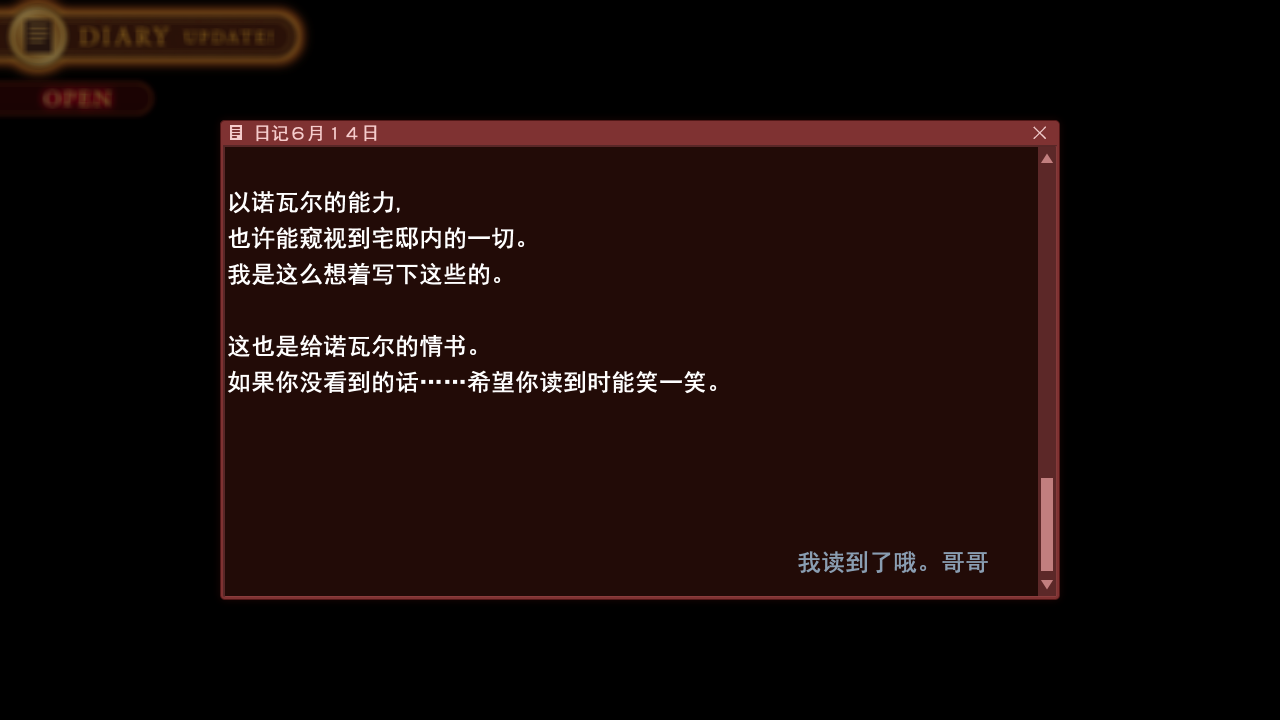 DIARY UPDATE!
OPEN
日记６月１４日
以诺瓦尔的能力,
也许能窥视到宅邸内的一切。
我是这么想着写下这些的。
这也是给诺瓦尔的情书。
如果你没看到的话……希望你读到时能笑一笑。
我读到了哦。哥哥